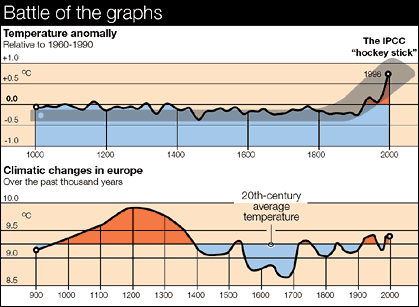 Battle of the graphs
Temperature anomally
Relative to 1960-1990
The IPCC
"hockey stick"
+1.0
°C
+0.5
0.0
-0.5
-1.0
1996
1000 1200 1400 1600 1800 2000
Climatic changes in europe
Over the past thousand years
10.0
°C
9.3
9.0
8.5
20th-century
average
temperature
900 1000 1100 1200 1300 1400 1500 1600 1700 1800 1900 2000